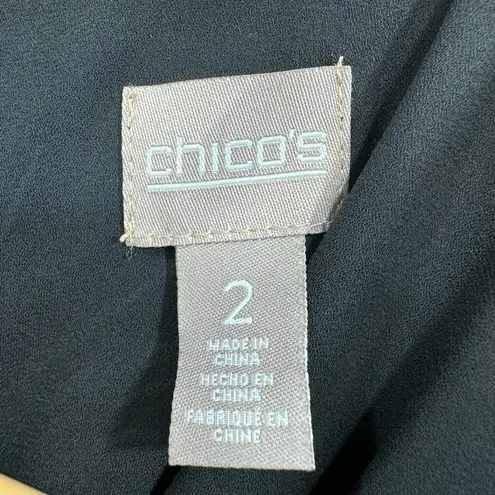 chico's
2
MADE IN
CHINA
HECHO EN
CHINA
FABRIQUÉ EN
CHINE